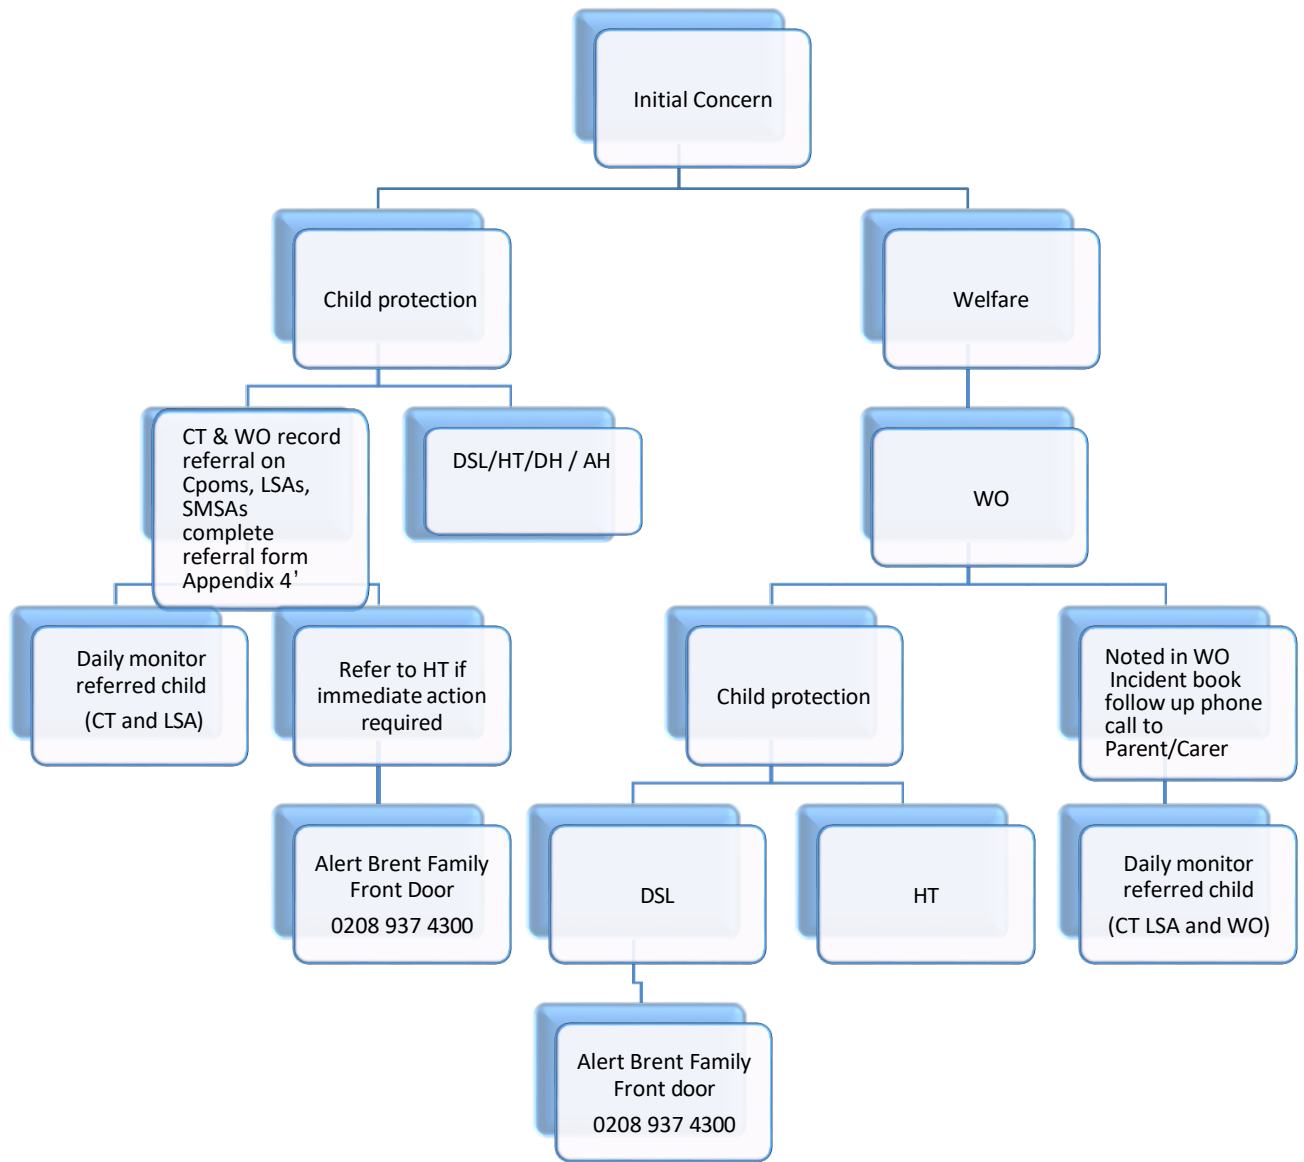 Initial Concern
Child protection
Welfare
CT & WO record
referral on
Cpoms, LSAs,
SMSAs
complete
referral form
Appendix 4’
DSL/HT/DH / AH
WO
Daily monitor
referred child
(CT and LSA)
Refer to HT if
immediate action
required
Child protection
Noted in WO
Incident book
follow up phone
call to
Parent/Carer
Alert Brent Family
Front Door
0208 937 4300
DSL
HT
Daily monitor
referred child
(CT LSA and WO)
Alert Brent Family
Front door
0208 937 4300